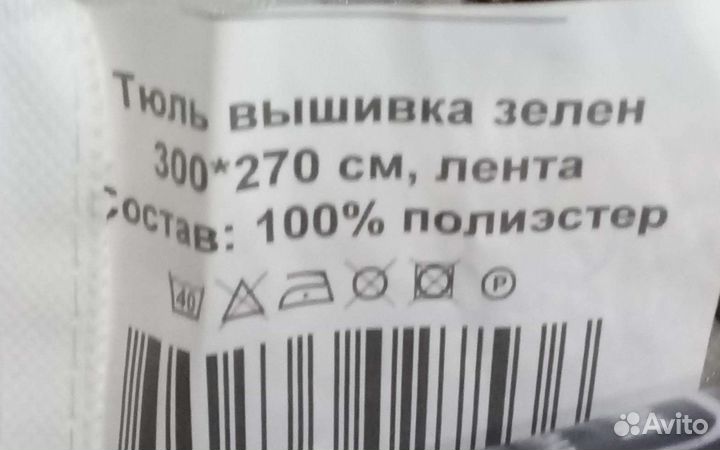 Тюль вышивка зелен
300*270 см, лента
Состав: 100% полиэстер
40 P
Avito